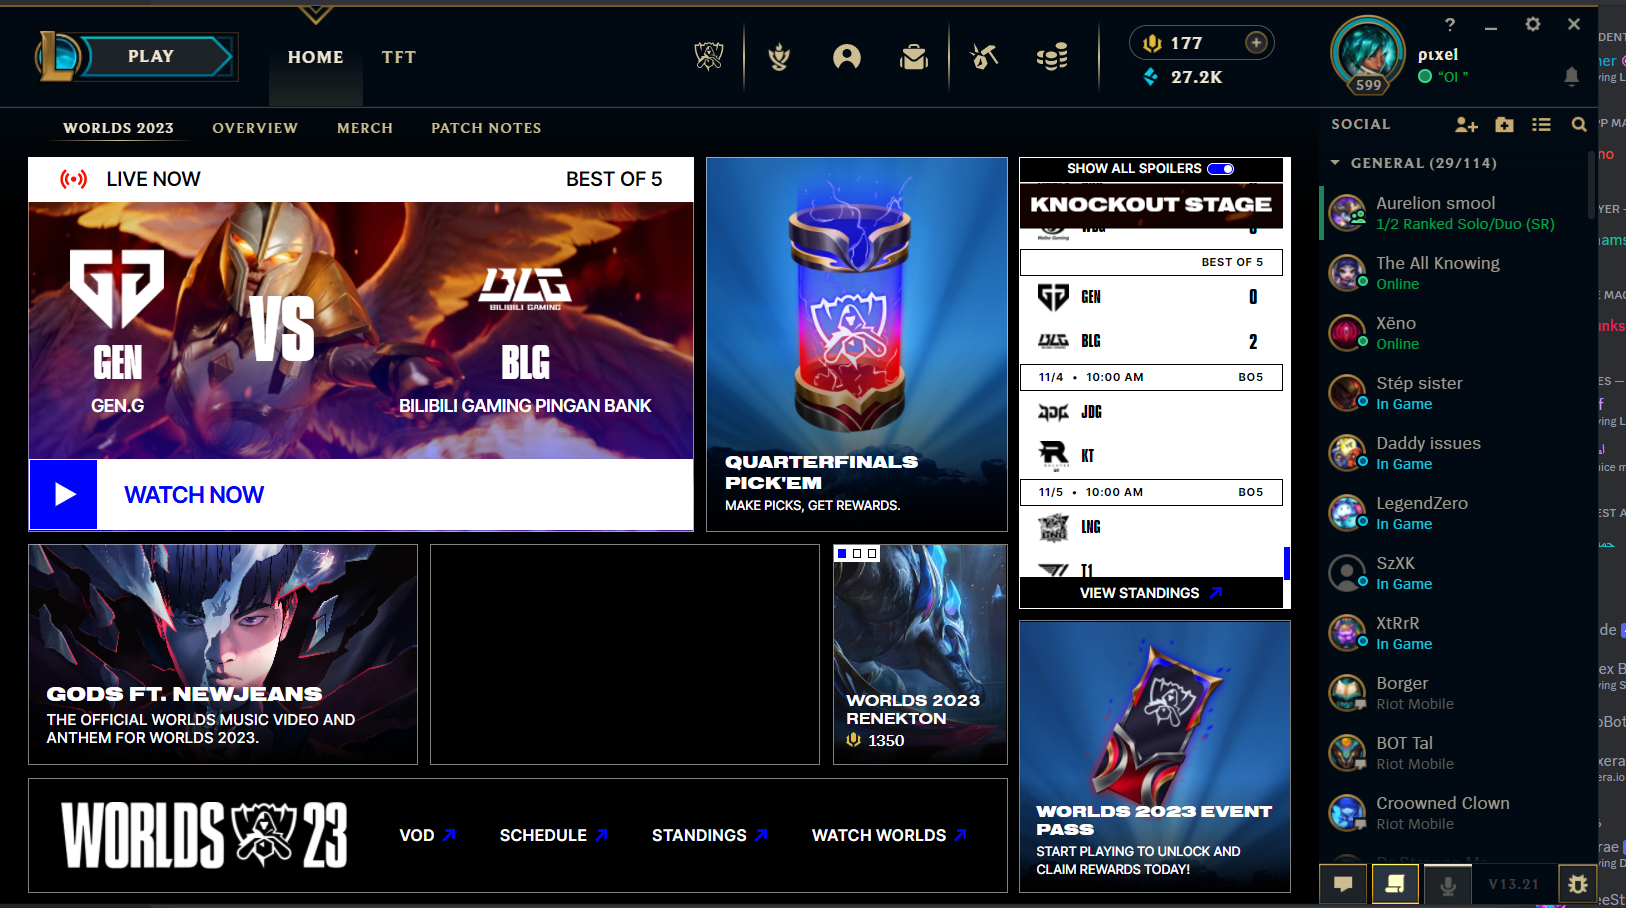 PLAY
HOME
TFT
177
27.2K
599
ριxel
“OI ”
WORLDS 2023
OVERVIEW
MERCH
PATCH NOTES
LIVE NOW
BEST OF 5
GEN
GEN.G
VS
BLG
BILIBILI GAMING
BLG
BILIBILI GAMING PINGAN BANK
WATCH NOW
QUARTERFINALS
PICK'EM
MAKE PICKS, GET REWARDS.
SHOW ALL SPOILERS
KNOCKOUT STAGE
BEST OF 5
GEN 0
BLG 2
11/4 • 10:00 AM BO5
JDG
KT
11/5 • 10:00 AM BO5
LNG
T1
VIEW STANDINGS
GODS FT. NEWJEANS
THE OFFICIAL WORLDS MUSIC VIDEO AND
ANTHEM FOR WORLDS 2023.
WORLDS 2023
RENEKTON
1350
WORLDS 2023 EVENT
PASS
START PLAYING TO UNLOCK AND
CLAIM REWARDS TODAY!
WORLDS 23
VOD
SCHEDULE
STANDINGS
WATCH WORLDS
SOCIAL
GENERAL (29/114)
Aurelion smool
1/2 Ranked Solo/Duo (SR)
The All Knowing
Online
Xëno
Online
Stép sister
In Game
Daddy issues
In Game
LegendZero
In Game
SzXK
In Game
XtRrR
In Game
Borger
Riot Mobile
BOT Tal
Riot Mobile
Croowned Clown
Riot Mobile
V13.21